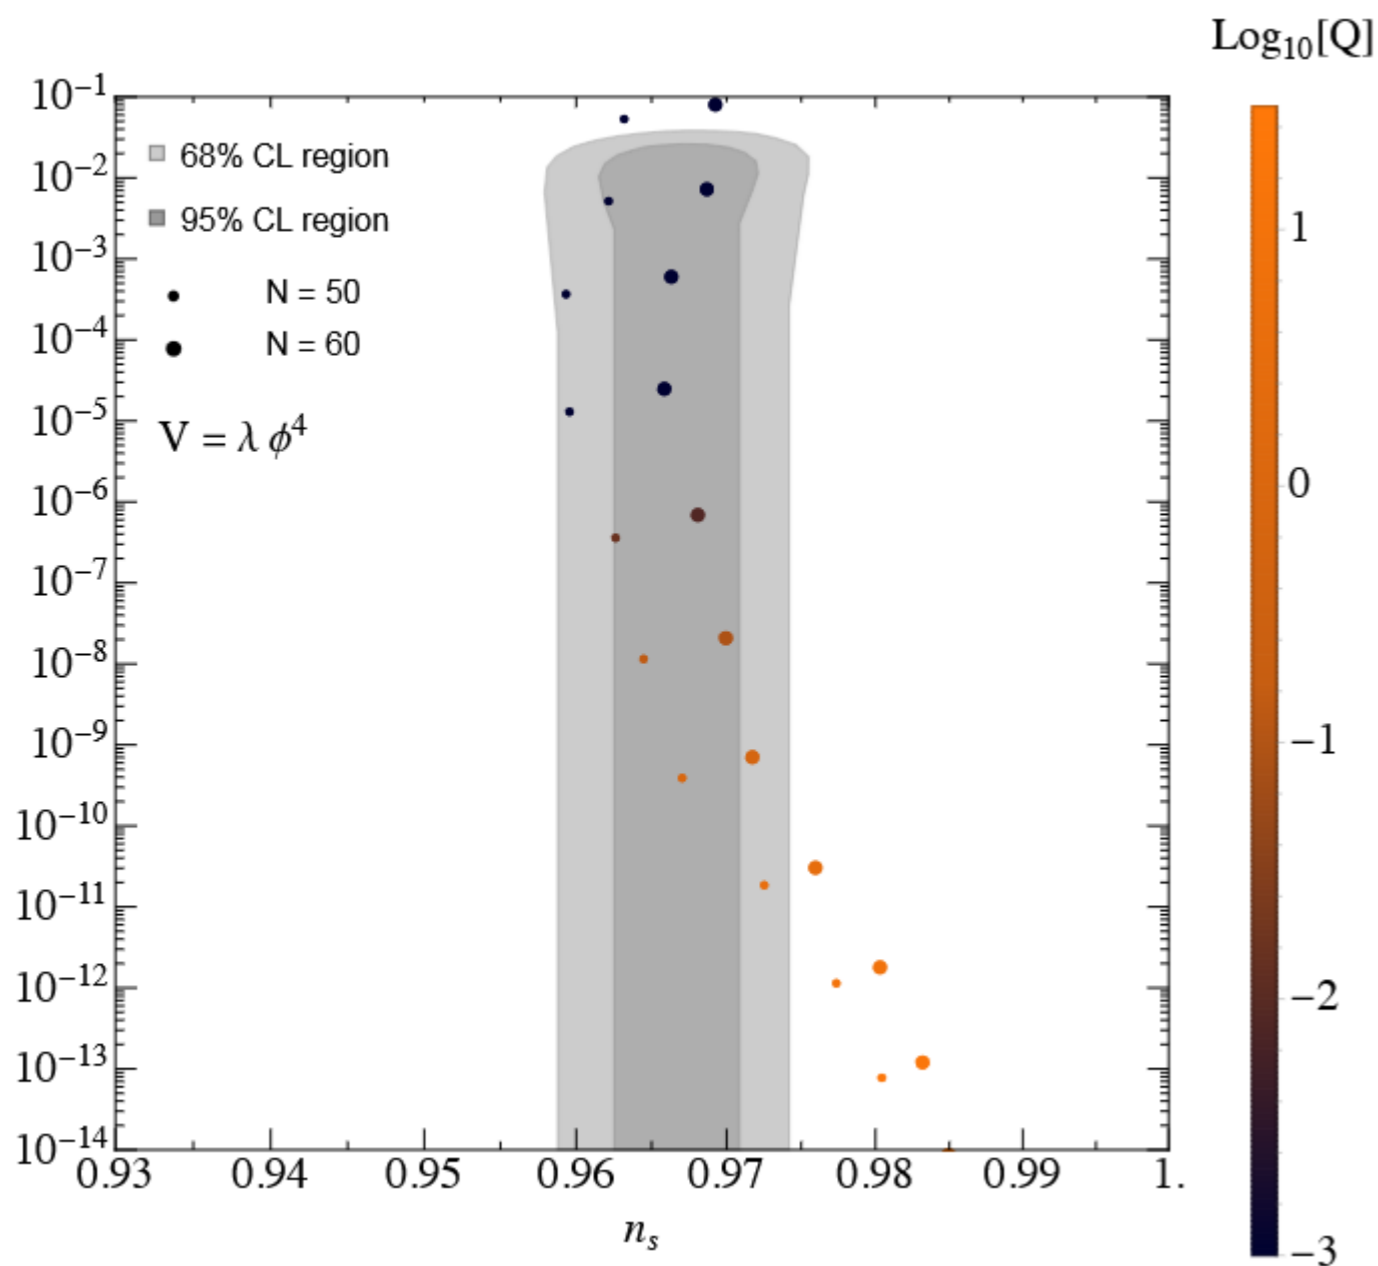 Log₁₀[Q]
10⁻¹
10⁻²
10⁻³
10⁻⁴
10⁻⁵
10⁻⁶
10⁻⁷
10⁻⁸
10⁻⁹
10⁻¹⁰
10⁻¹¹
10⁻¹²
10⁻¹³
10⁻¹⁴
68% CL region
95% CL region
N = 50
N = 60
V = λ ϕ⁴
0.93 0.94 0.95 0.96 0.97 0.98 0.99 1.
nₛ
1
0
−1
−2
−3